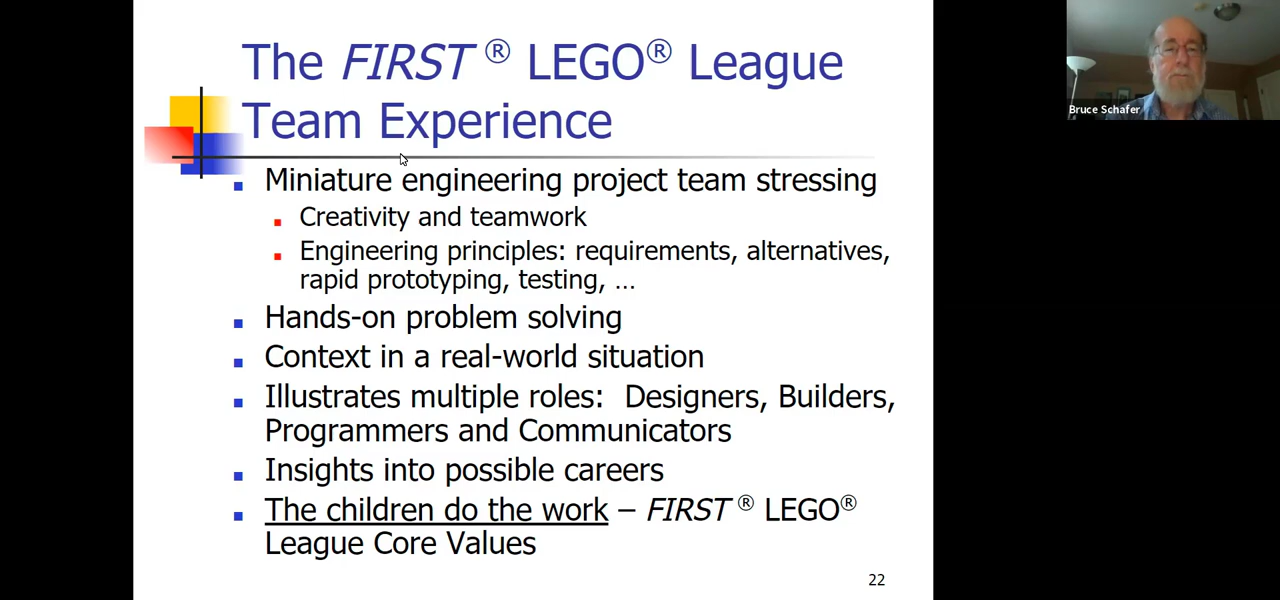 The FIRST ® LEGO® League
Team Experience
Miniature engineering project team stressing
Creativity and teamwork
Engineering principles: requirements, alternatives,
rapid prototyping, testing, …
Hands-on problem solving
Context in a real-world situation
Illustrates multiple roles: Designers, Builders,
Programmers and Communicators
Insights into possible careers
The children do the work – FIRST ® LEGO®
League Core Values
22
Bruce Schafer